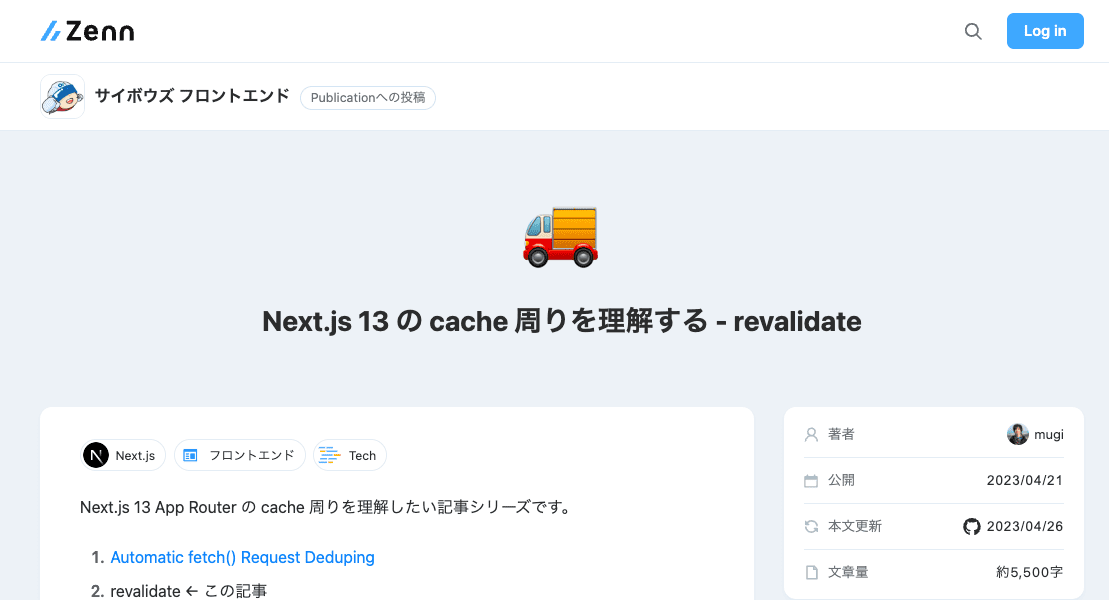 Zenn
Log in
サイボウズ フロントエンド
Publicationへの投稿
Next.js 13 の cache 周りを理解する - revalidate
Next.js
フロントエンド
Tech
Next.js 13 App Router の cache 周りを理解したい記事シリーズです。
1. Automatic fetch() Request Deduping
2. revalidate ← この記事
著者 mugi
公開 2023/04/21
本文更新 2023/04/26
文章量 約5,500字